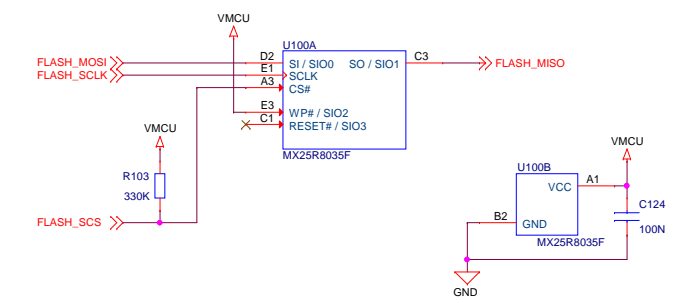 VMCU
U100A
FLASH_MOSI D2 SI / SIO0 SO / SIO1 C3 FLASH_MISO
FLASH_SCLK E1 SCLK
A3 CS#
E3 WP# / SIO2
C1 RESET# / SIO3
MX25R8035F
VMCU
R103
330K
FLASH_SCS
VMCU
U100B
VCC A1
B2 GND
C124
100N
MX25R8035F
GND